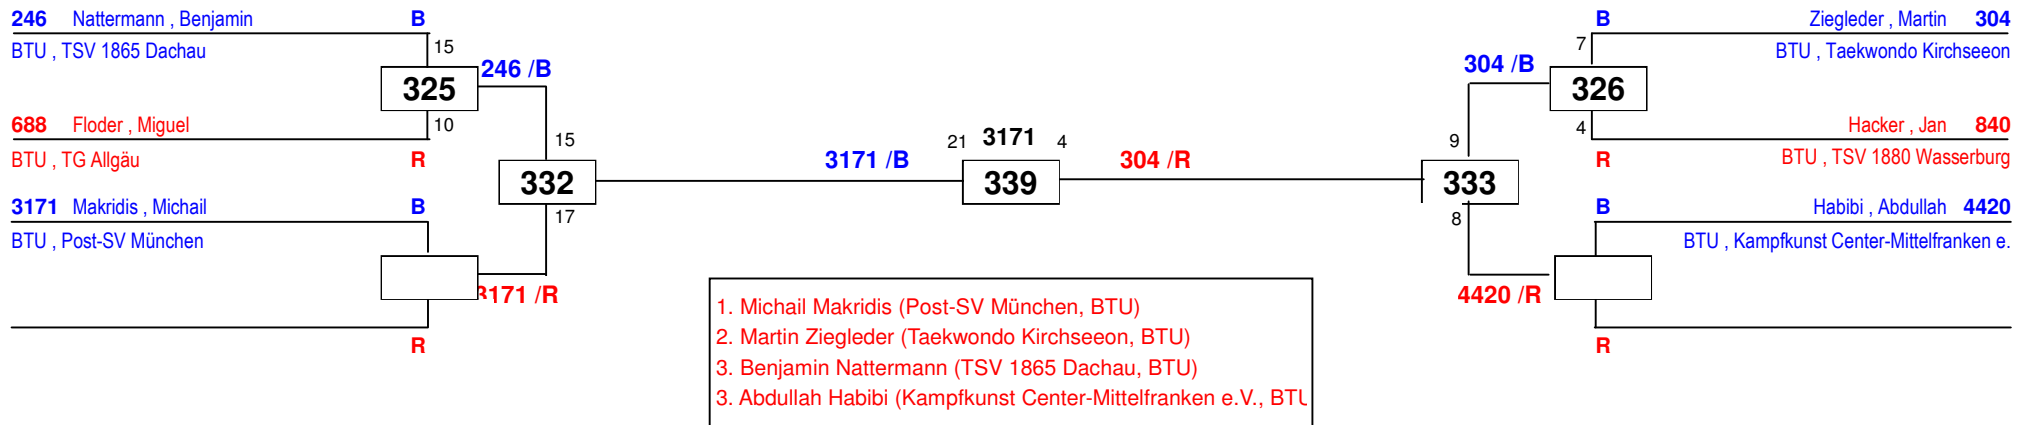 246 Nattermann , Benjamin B
BTU , TSV 1865 Dachau
15
325
246 /B
10
688 Floder , Miguel
BTU , TG Allgäu R
15
332
17
3171 Makridis , Michail B
BTU , Post-SV München
3171 /R
R
3171 /B
21 3171 4
339
304 /R
B Ziegleder , Martin 304
BTU , Taekwondo Kirchseeon
7
304 /B
326
4
Hacker , Jan 840
R BTU , TSV 1880 Wasserburg
9
333
8
B Habibi , Abdullah 4420
BTU , Kampfkunst Center-Mittelfranken e.
4420 /R
R
1. Michail Makridis (Post-SV München, BTU)
2. Martin Ziegleder (Taekwondo Kirchseeon, BTU)
3. Benjamin Nattermann (TSV 1865 Dachau, BTU)
3. Abdullah Habibi (Kampfkunst Center-Mittelfranken e.V., BTU